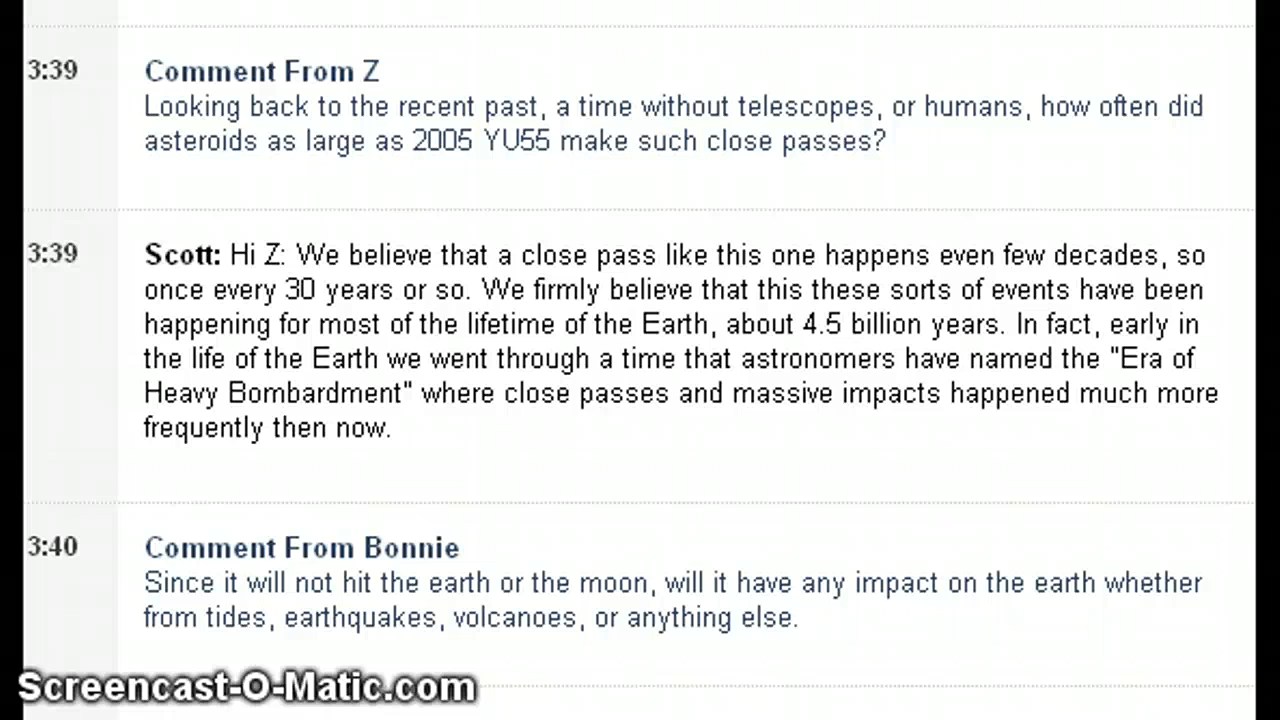 3:39
Comment From Z
Looking back to the recent past, a time without telescopes, or humans, how often did
asteroids as large as 2005 YU55 make such close passes?
3:39
Scott: Hi Z: We believe that a close pass like this one happens even few decades, so
once every 30 years or so. We firmly believe that this these sorts of events have been
happening for most of the lifetime of the Earth, about 4.5 billion years. In fact, early in
the life of the Earth we went through a time that astronomers have named the "Era of
Heavy Bombardment" where close passes and massive impacts happened much more
frequently then now.
3:40
Comment From Bonnie
Since it will not hit the earth or the moon, will it have any impact on the earth whether
from tides, earthquakes, volcanoes, or anything else.
Screencast-O-Matic.com